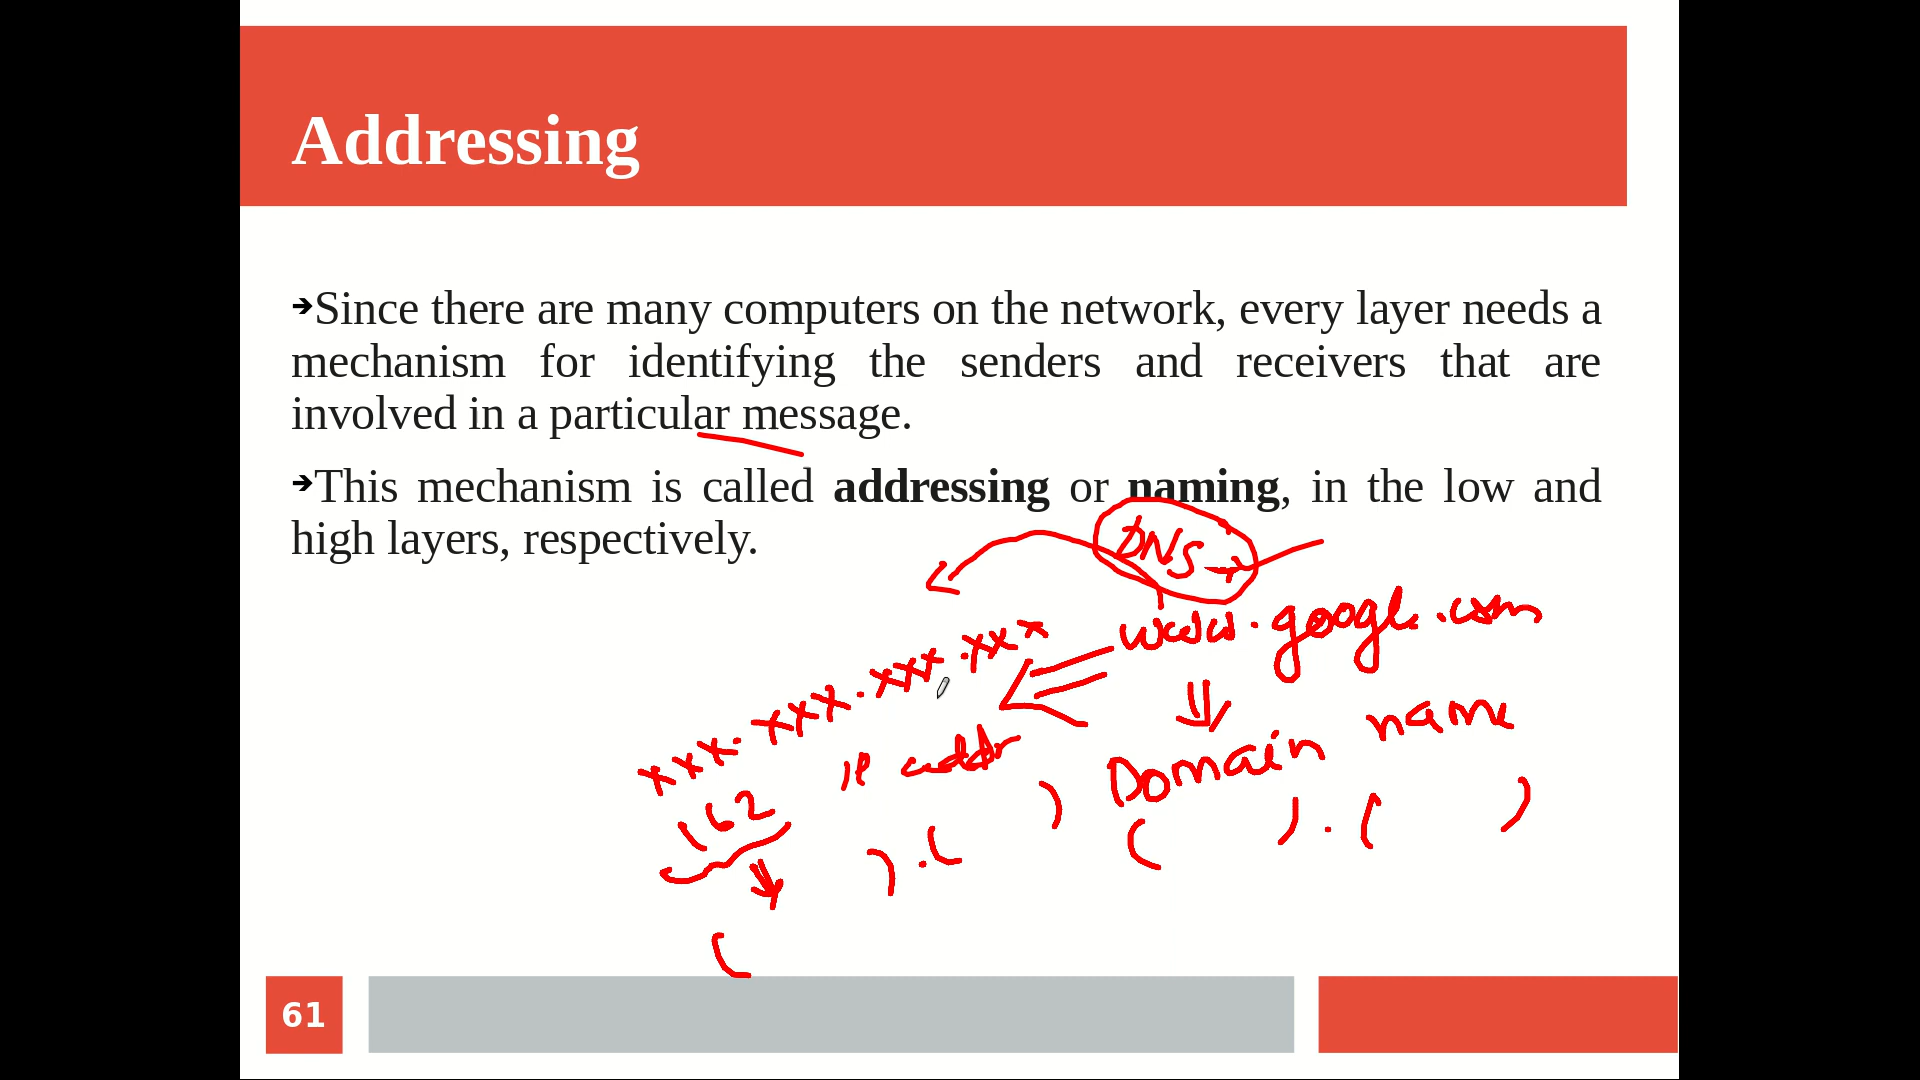 Addressing
➔Since there are many computers on the network, every layer needs a
mechanism for identifying the senders and receivers that are
involved in a particular message.
➔This mechanism is called addressing or naming, in the low and
high layers, respectively.
DNS
www.google.com
xxx.xxx.xxx.xxx
IP addr
Domain name
162
( ).( ) ( ).( )
61